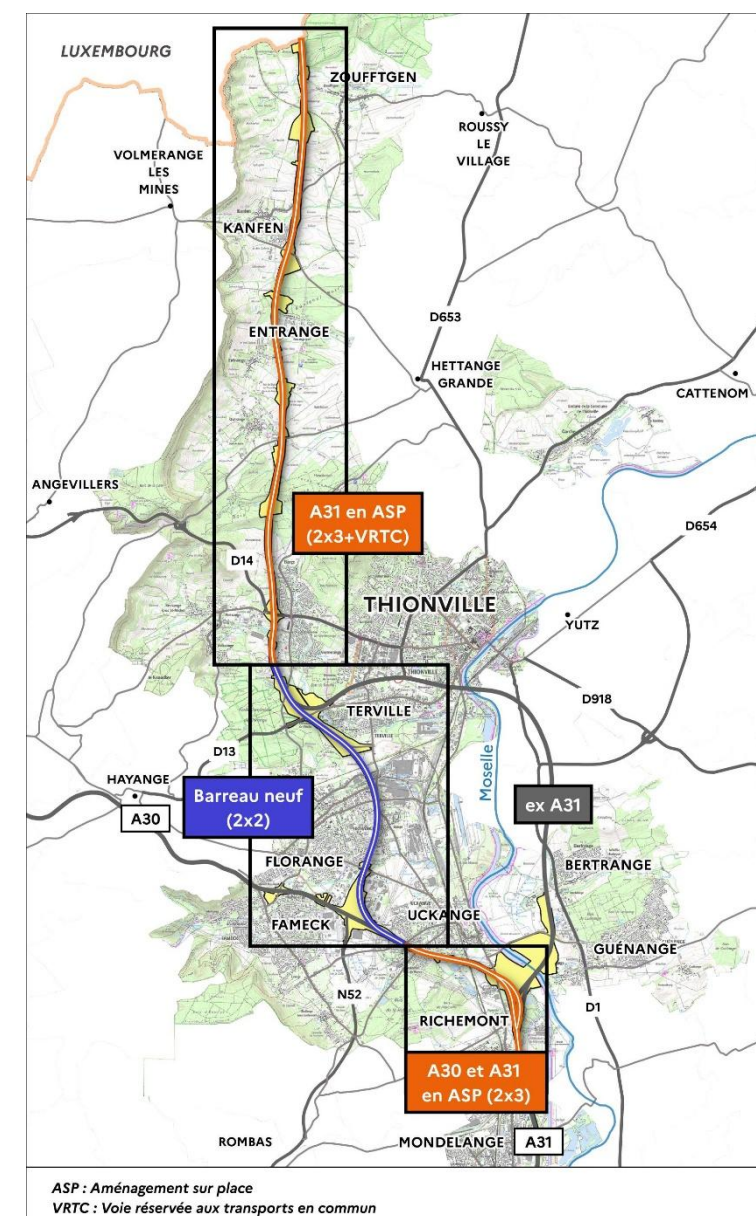 LUXEMBOURG
ZOUFFTGEN
ROUSSY
LE
VILLAGE
VOLMERANGE
LES
MINES
KANFEN
D653
ENTRANGE
HETTANGE
GRANDE
CATTENOM
ANGEVILLERS
A31 en ASP
(2x3+VRTC)
D654
D14
THIONVILLE
YUTZ
THIONVILLE
D918
TERVILLE
TERVILLE
D13
Moselle
HAYANGE
A30
Barreau neuf
(2x2)
ex A31
BERTRANGE
FLORANGE
UCKANGE
FAMECK
GUÉNANGE
N52
D1
RICHEMONT
A30 et A31
en ASP (2x3)
ROMBAS
MONDELANGE
A31
ASP : Aménagement sur place
VRTC : Voie réservée aux transports en commun